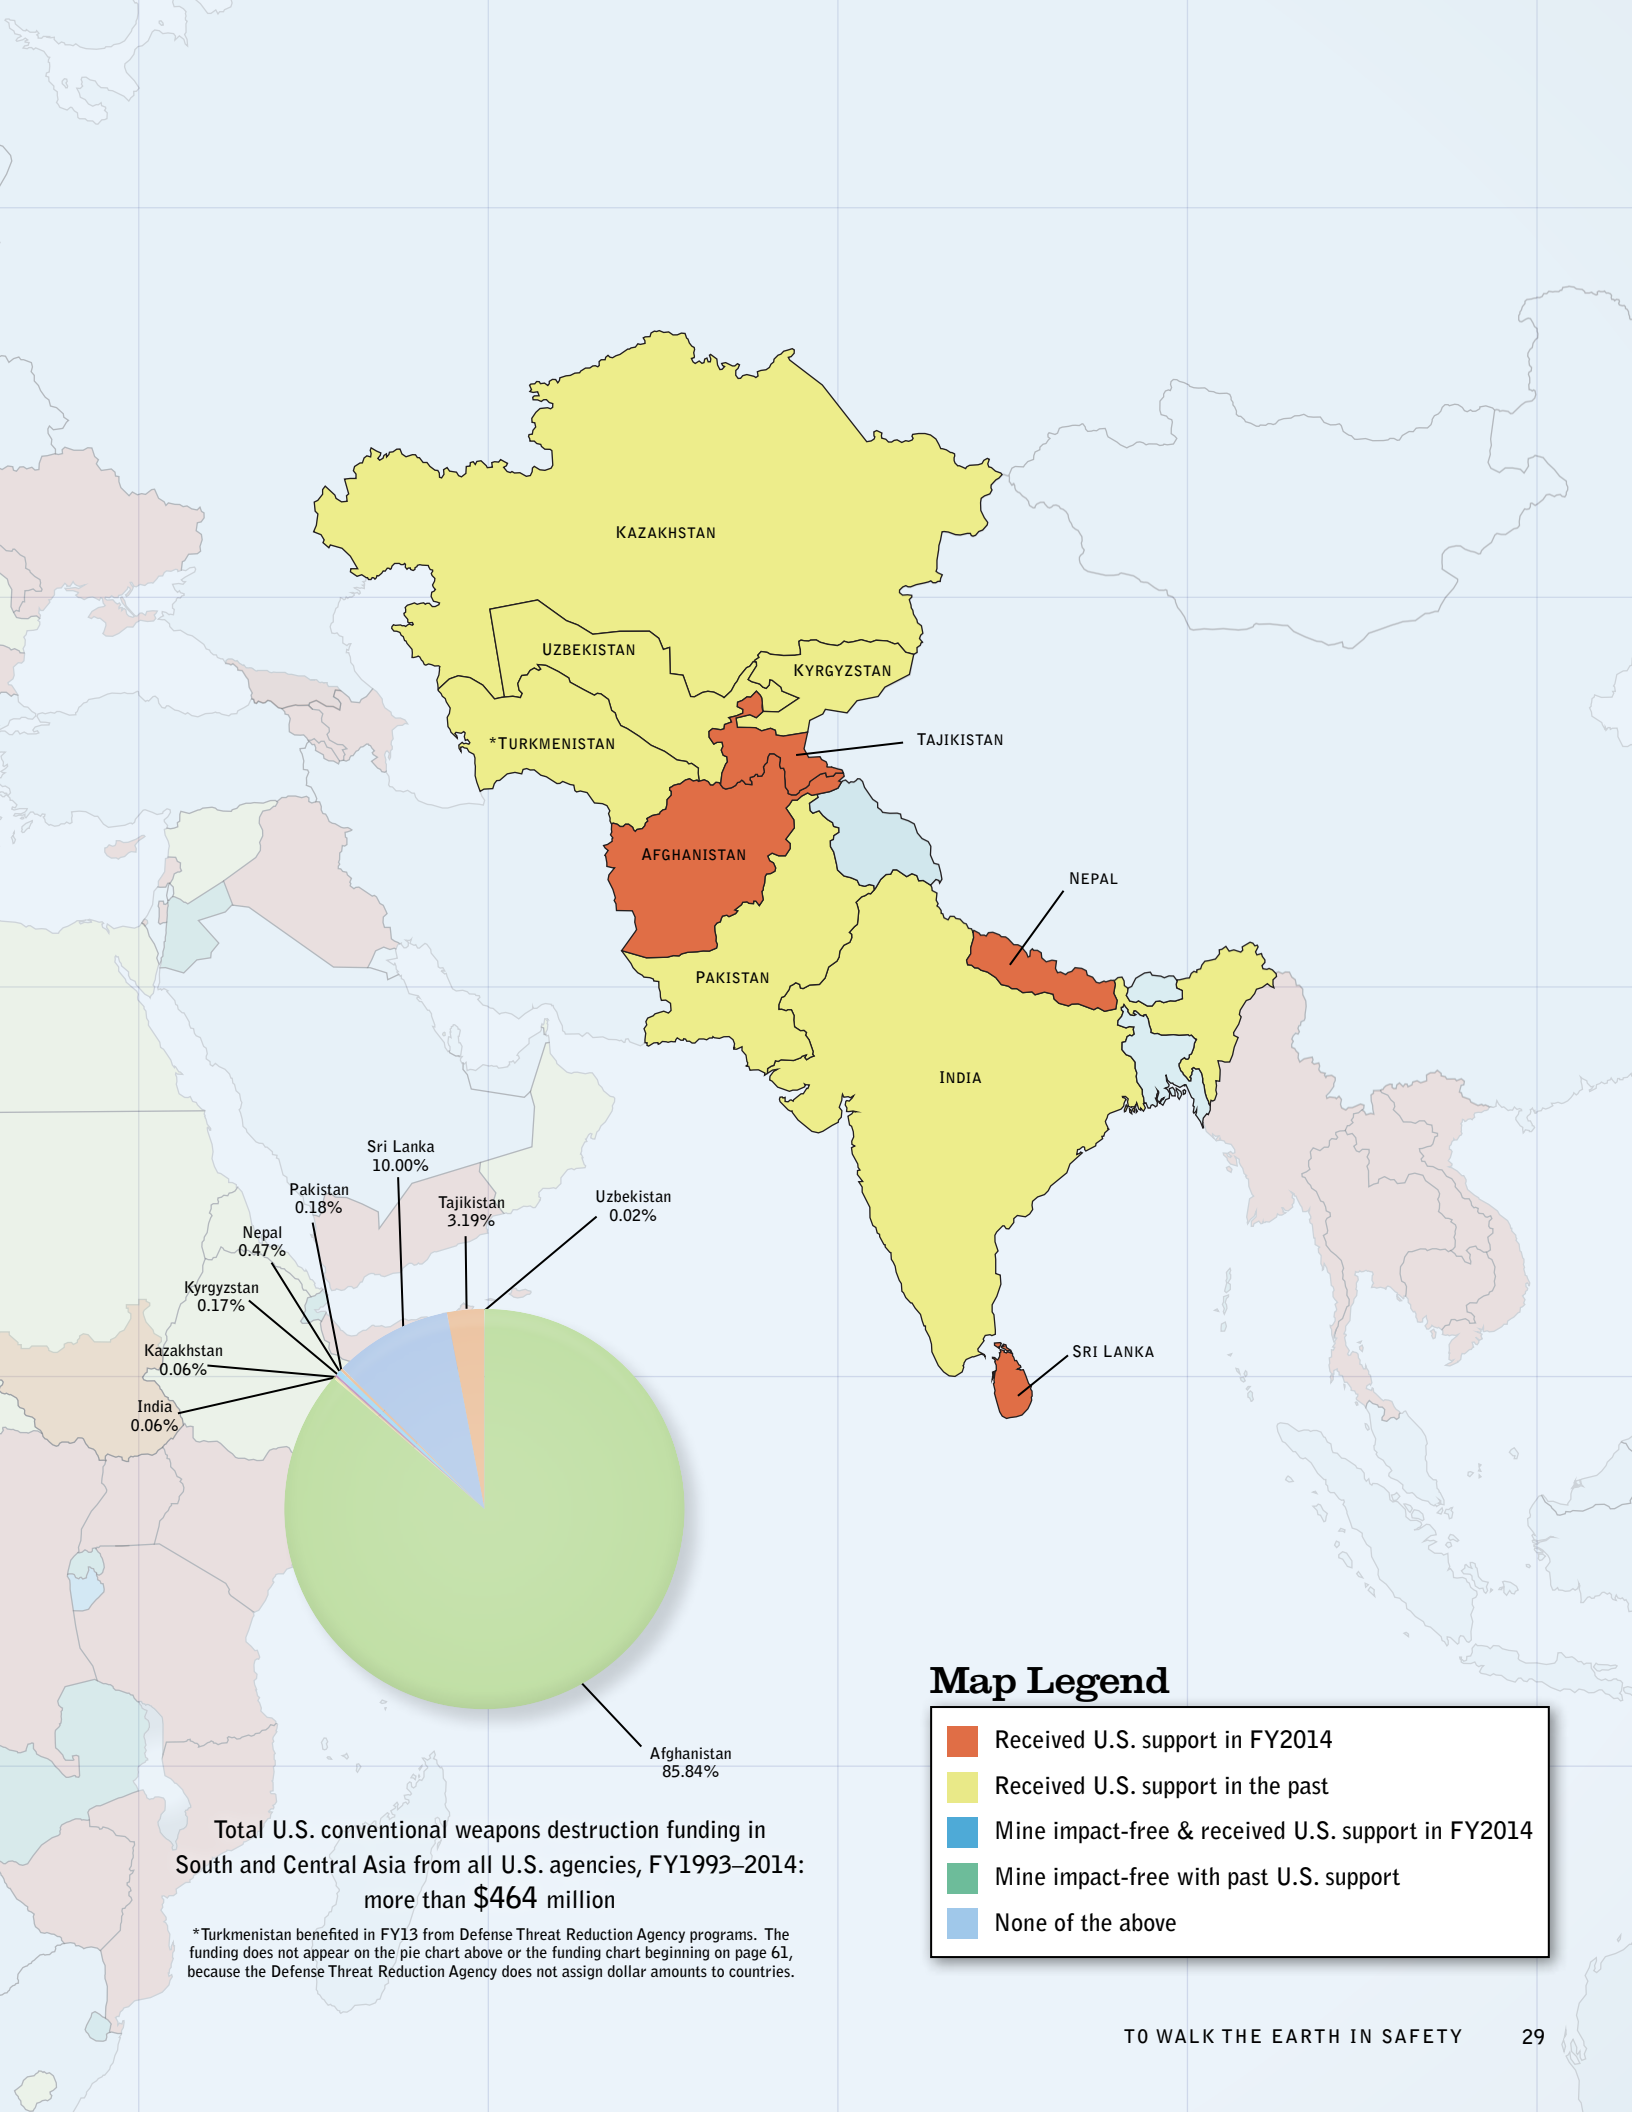 KAZAKHSTAN
UZBEKISTAN
KYRGYZSTAN
*TURKMENISTAN
TAJIKISTAN
AFGHANISTAN
NEPAL
PAKISTAN
INDIA
SRI LANKA
Sri Lanka
10.00%
Pakistan
0.18%
Tajikistan
3.19%
Uzbekistan
0.02%
Nepal
0.47%
Kyrgyzstan
0.17%
Kazakhstan
0.06%
India
0.06%
Afghanistan
85.84%
Total U.S. conventional weapons destruction funding in
South and Central Asia from all U.S. agencies, FY1993–2014:
more than $464 million
*Turkmenistan benefited in FY13 from Defense Threat Reduction Agency programs. The
funding does not appear on the pie chart above or the funding chart beginning on page 61,
because the Defense Threat Reduction Agency does not assign dollar amounts to countries.
Map Legend
Received U.S. support in FY2014
Received U.S. support in the past
Mine impact-free & received U.S. support in FY2014
Mine impact-free with past U.S. support
None of the above
TO WALK THE EARTH IN SAFETY 29